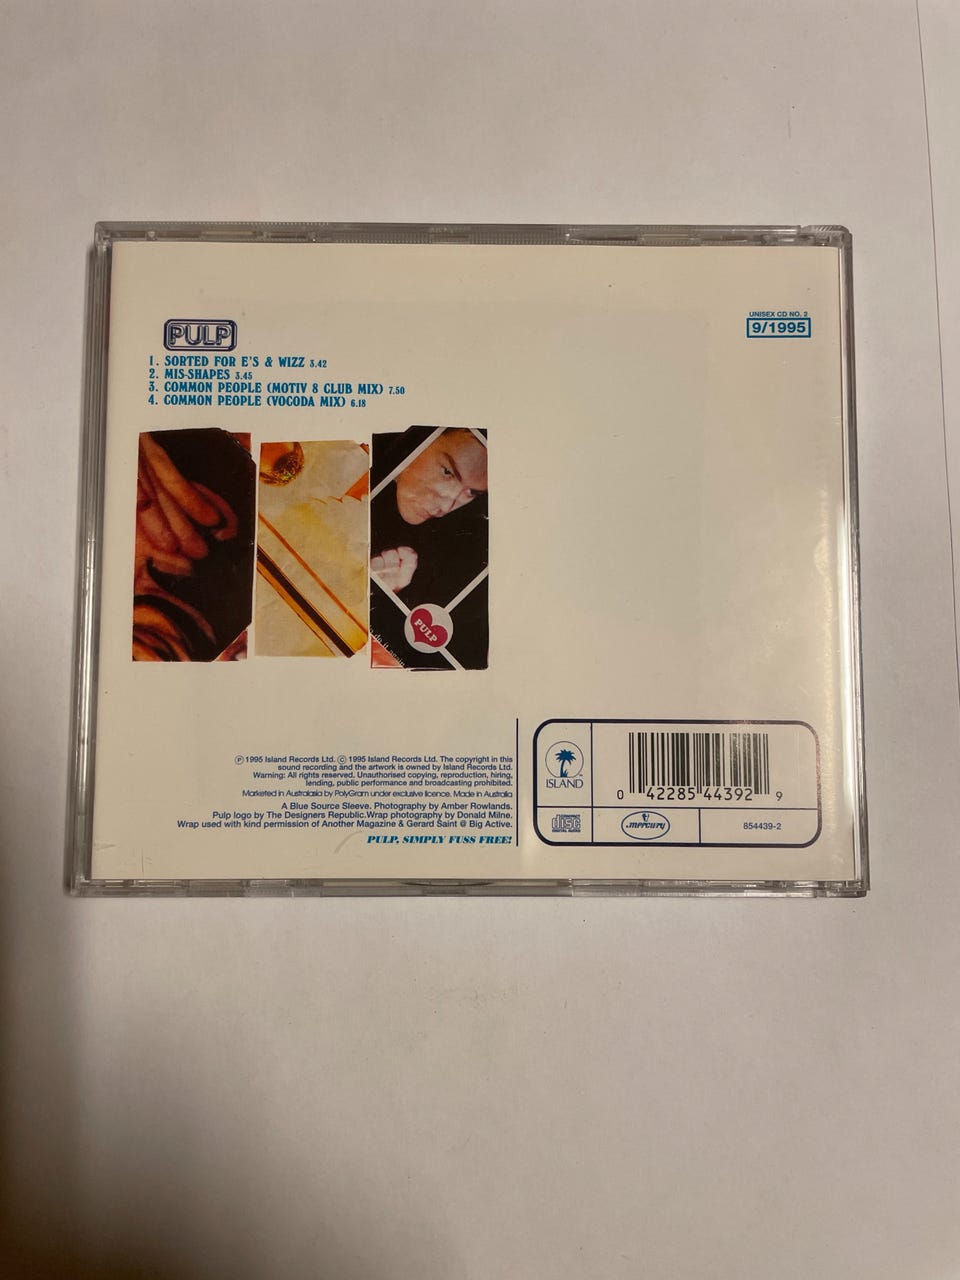 PULP
UNISEX CD NO. 2
9/1995
1. SORTED FOR E'S & WIZZ 3.42
2. MIS-SHAPES 3.45
3. COMMON PEOPLE (MOTIV 8 CLUB MIX) 7.50
4. COMMON PEOPLE (VOCODA MIX) 6.18
PULP
Ⓟ 1995 Island Records Ltd. © 1995 Island Records Ltd. The copyright in this
sound recording and the artwork is owned by Island Records Ltd.
Warning: All rights reserved. Unauthorised copying, reproduction, hiring,
lending, public performance and broadcasting prohibited.
Marketed in Australasia by PolyGram under exclusive licence. Made in Australia
A Blue Source Sleeve. Photography by Amber Rowlands.
Pulp logo by The Designers Republic.Wrap photography by Donald Milne.
Wrap used with kind permission of Another Magazine & Gerard Saint @ Big Active.
PULP, SIMPLY FUSS FREE!
ISLAND
0 42285 44392 9
COMPACT disc DIGITAL AUDIO
mercury
854439-2